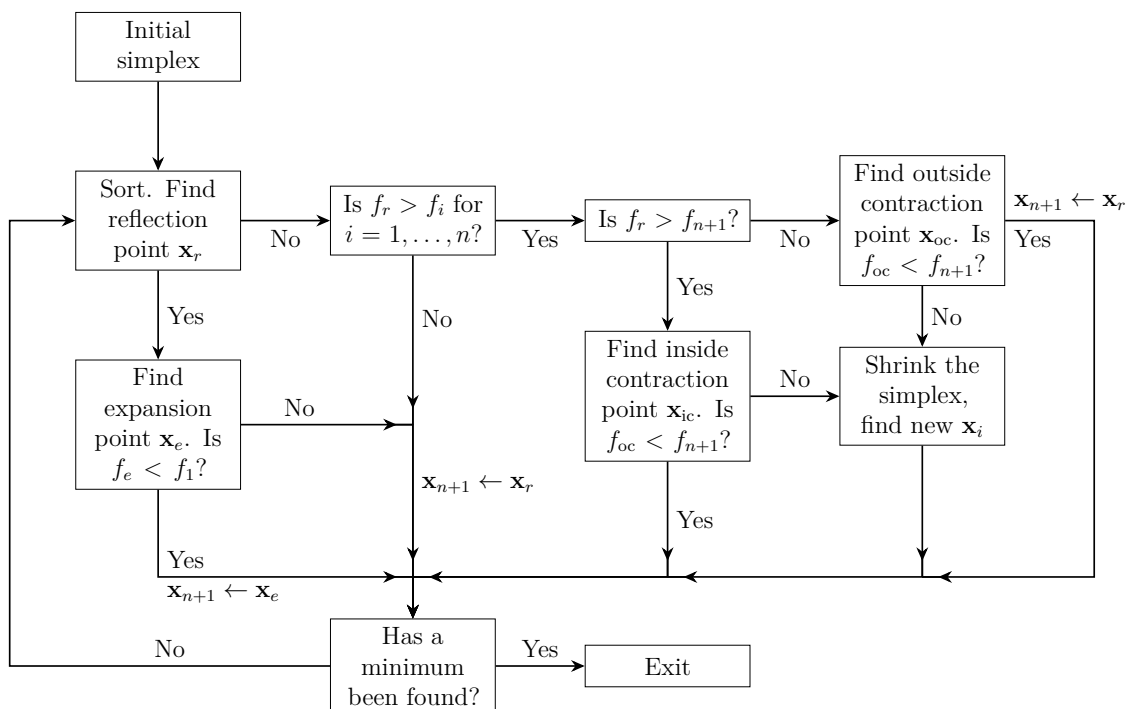 Initial
simplex
Sort. Find
reflection
point x_r
No
Is f_r > f_i for
i = 1, . . . , n?
Yes
Is f_r > f_{n+1}?
No
Find outside
contraction
point x_oc. Is
f_oc < f_{n+1}?
x_{n+1} ← x_r
Yes
Yes
No
Yes
No
Find
expansion
point x_e. Is
f_e < f_1?
No
Find inside
contraction
point x_ic. Is
f_oc < f_{n+1}?
No
Shrink the
simplex,
find new x_i
x_{n+1} ← x_r
Yes
Yes
x_{n+1} ← x_e
No
Has a
minimum
been found?
Yes
Exit